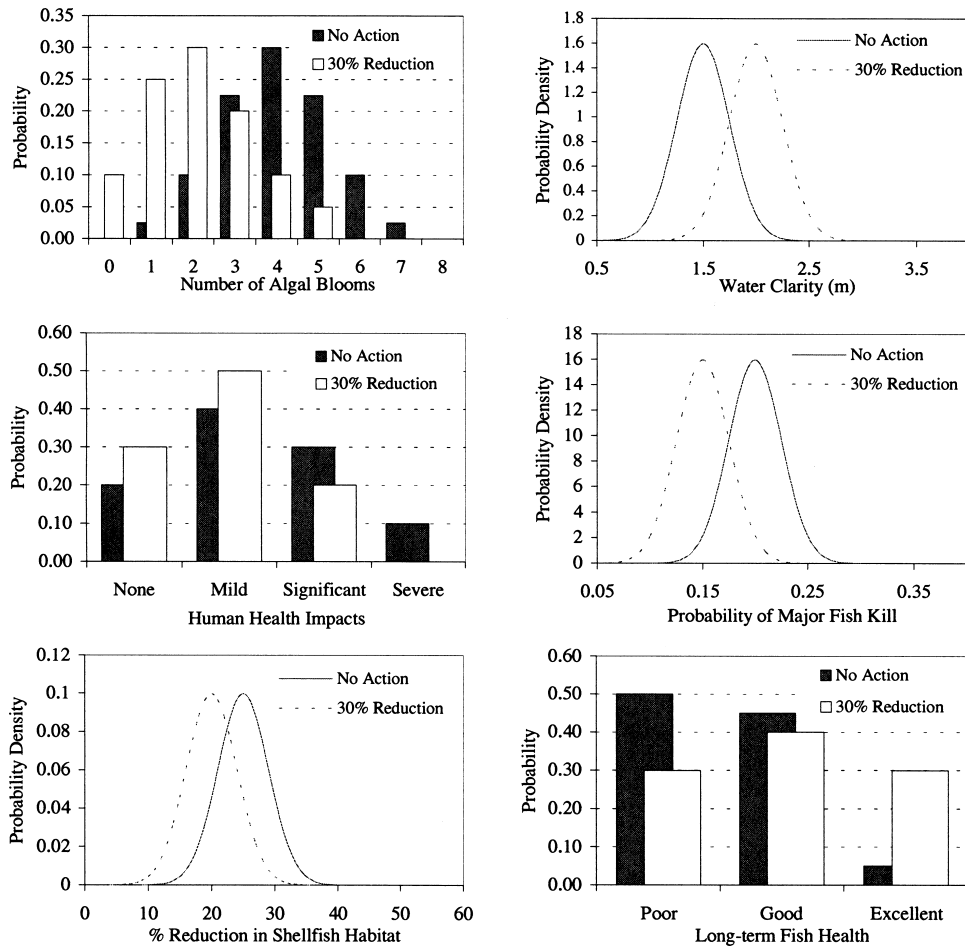 0.35
0.30
0.25
0.20
0.15
0.10
0.05
0.00
Probability
No Action
30% Reduction
0 1 2 3 4 5 6 7 8
Number of Algal Blooms
1.8
1.6
1.4
1.2
1
0.8
0.6
0.4
0.2
0
Probability Density
No Action
30% Reduction
0.5 1.5 2.5 3.5
Water Clarity (m)
0.60
0.50
0.40
0.30
0.20
0.10
0.00
Probability
No Action
30% Reduction
None Mild Significant Severe
Human Health Impacts
18
16
14
12
10
8
6
4
2
0
Probability Density
No Action
30% Reduction
0.05 0.15 0.25 0.35
Probability of Major Fish Kill
0.12
0.1
0.08
0.06
0.04
0.02
0
Probability Density
No Action
30% Reduction
0 10 20 30 40 50 60
% Reduction in Shellfish Habitat
0.60
0.50
0.40
0.30
0.20
0.10
0.00
Probability
No Action
30% Reduction
Poor Good Excellent
Long-term Fish Health